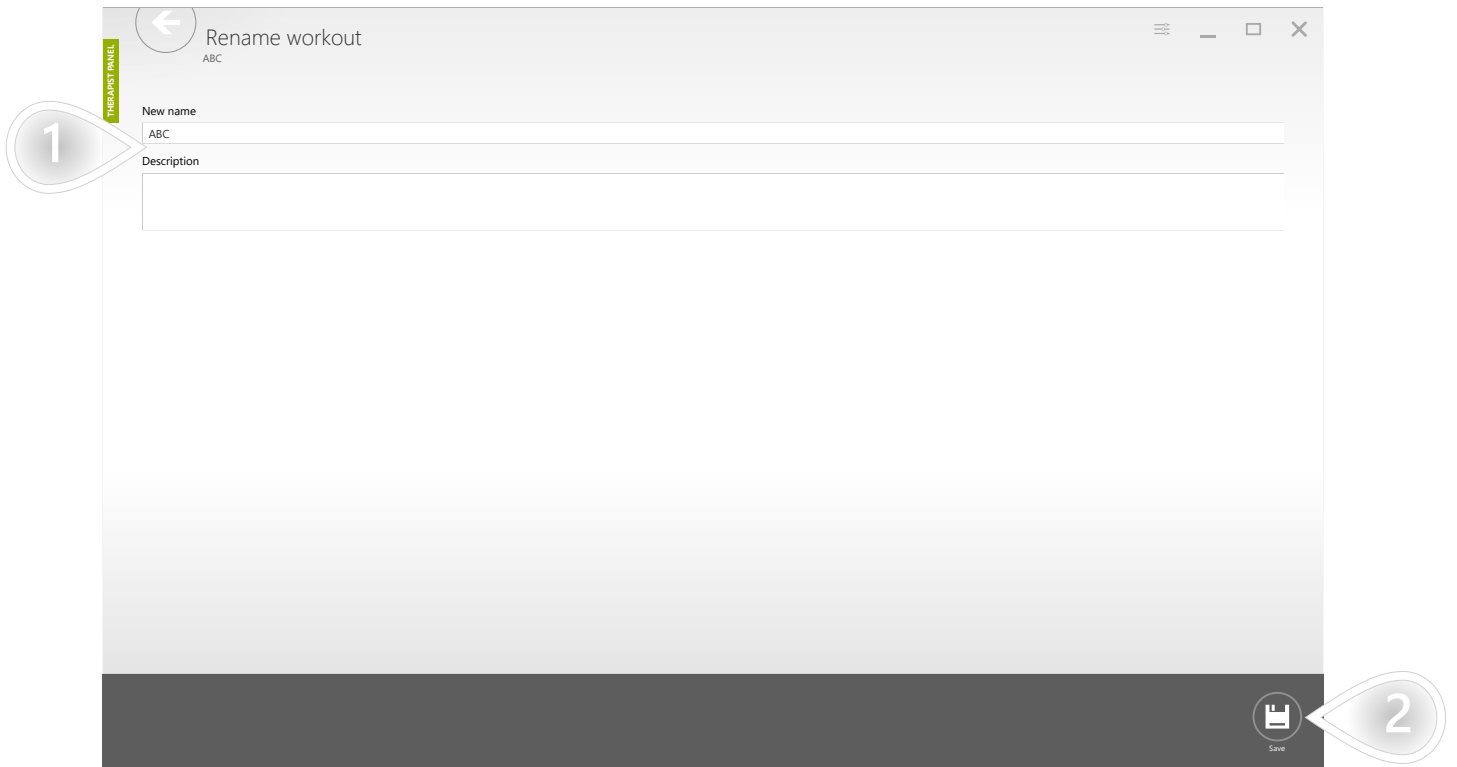 Rename workout
ABC
THERAPIST PANEL
New name
1
ABC
Description
2
Save